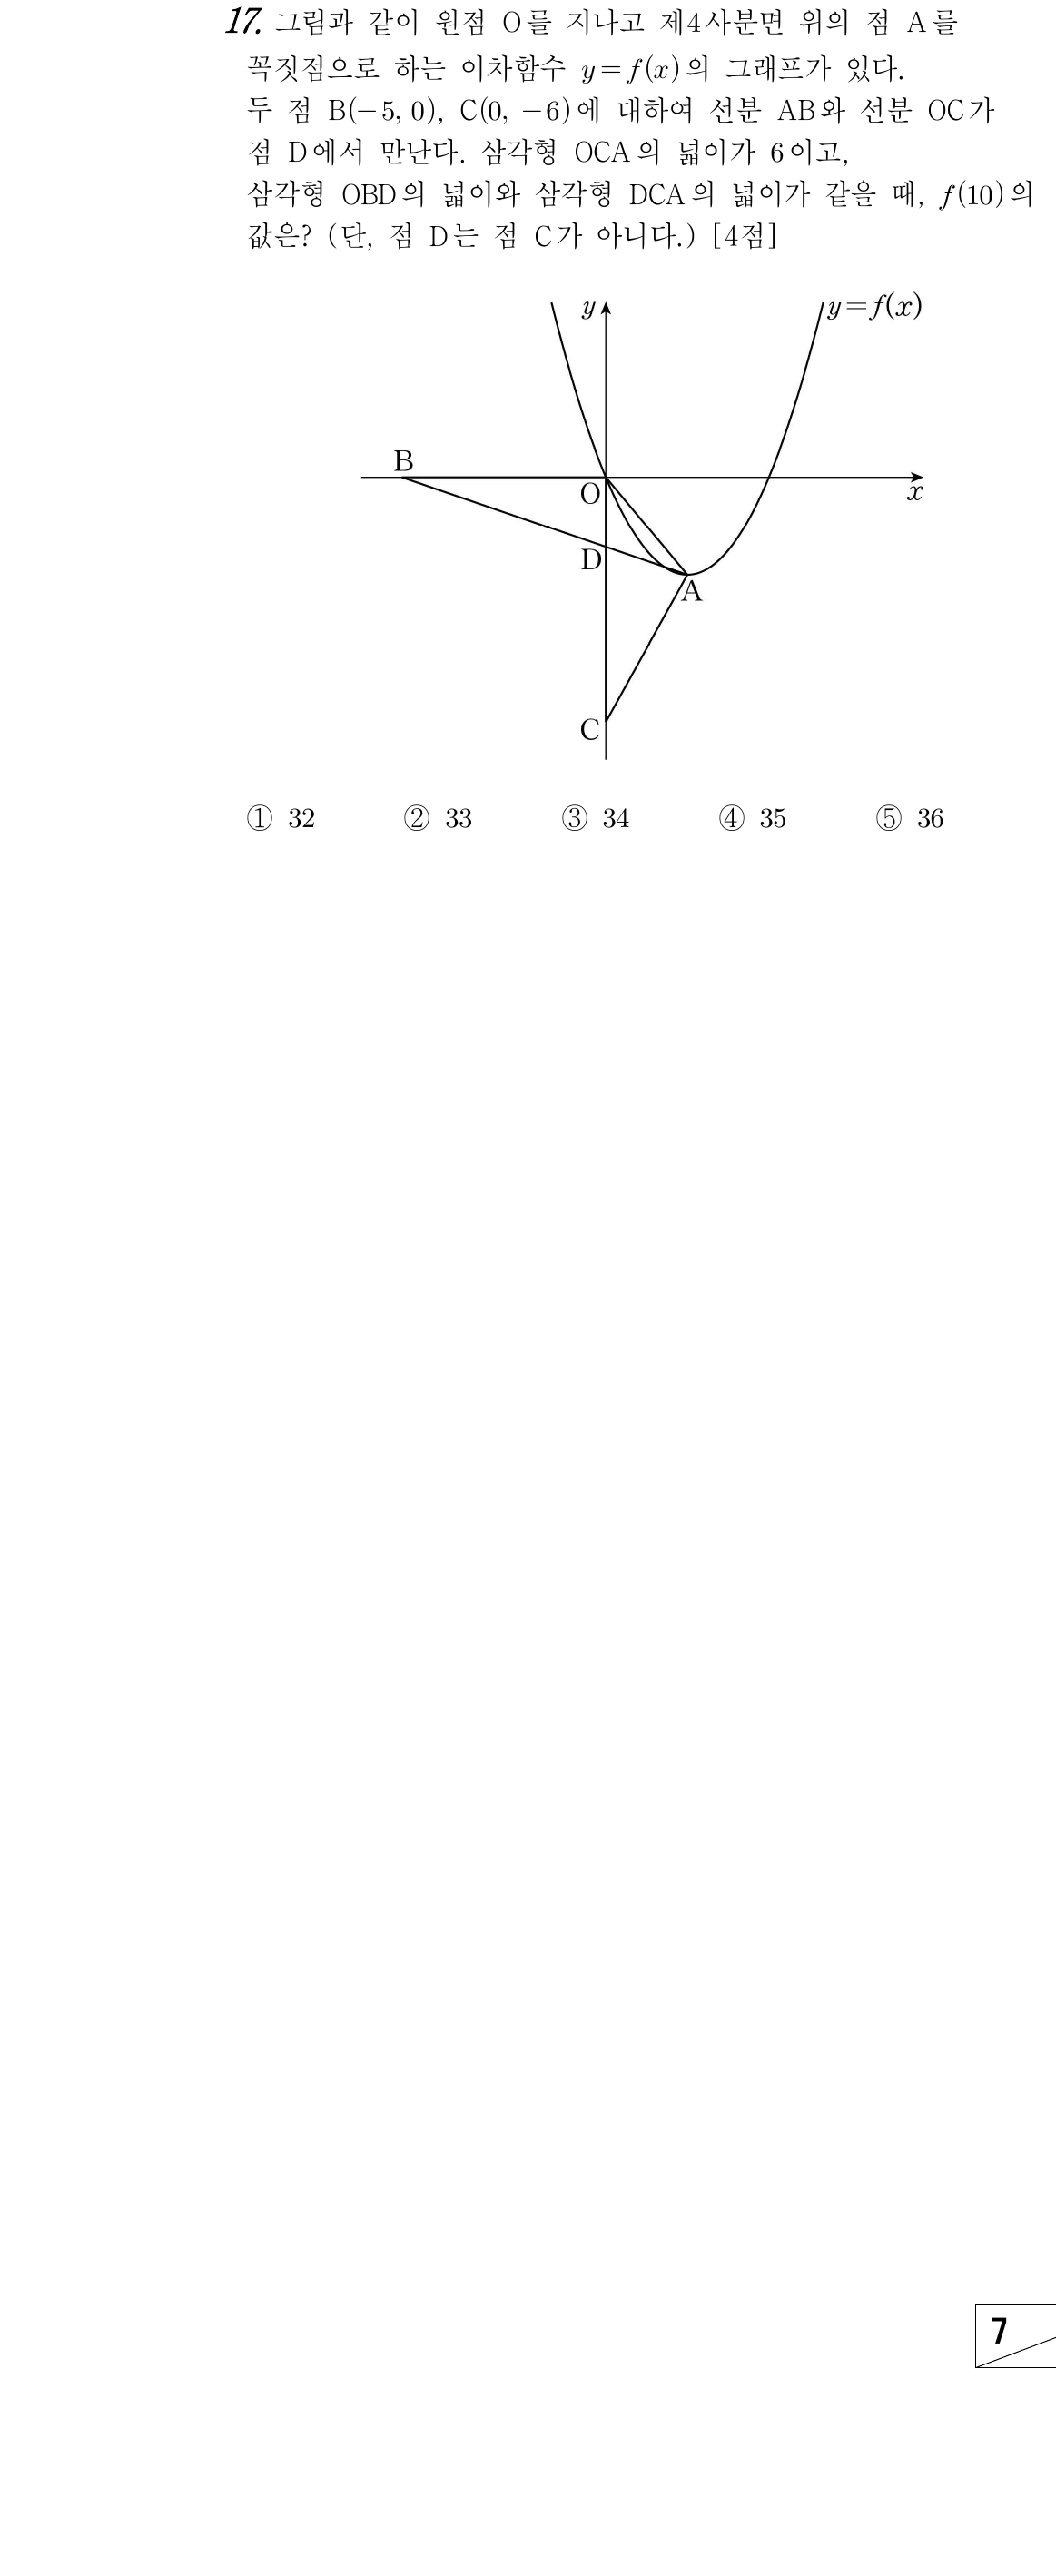 17. 그림과 같이 원점 O를 지나고 제4사분면 위의 점 A를
꼭짓점으로 하는 이차함수 y=f(x)의 그래프가 있다.
두 점 B(−5, 0), C(0, −6)에 대하여 선분 AB와 선분 OC가
점 D에서 만난다. 삼각형 OCA의 넓이가 6이고,
삼각형 OBD의 넓이와 삼각형 DCA의 넓이가 같을 때, f(10)의
값은? (단, 점 D는 점 C가 아니다.) [4점]
y
y=f(x)
B
O
x
D
A
C
① 32 ② 33 ③ 34 ④ 35 ⑤ 36
7